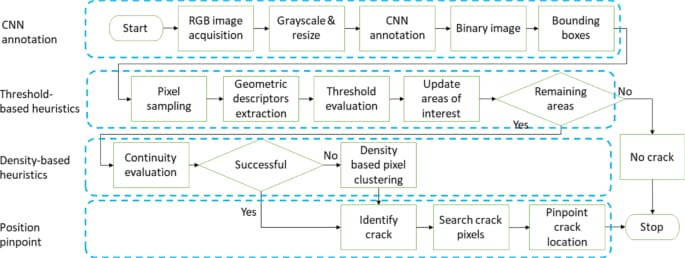 CNN
annotation
Start
RGB image
acquisition
Grayscale &
resize
CNN
annotation
Binary image
Bounding
boxes
Threshold-
based heuristics
Pixel
sampling
Geometric
descriptors
extraction
Threshold
evaluation
Update
areas of
interest
Remaining
areas
No
Yes
Density-based
heuristics
Continuity
evaluation
Successful
No
Density
based pixel
clustering
No crack
Yes
Position
pinpoint
Identify
crack
Search crack
pixels
Pinpoint
crack
location
Stop